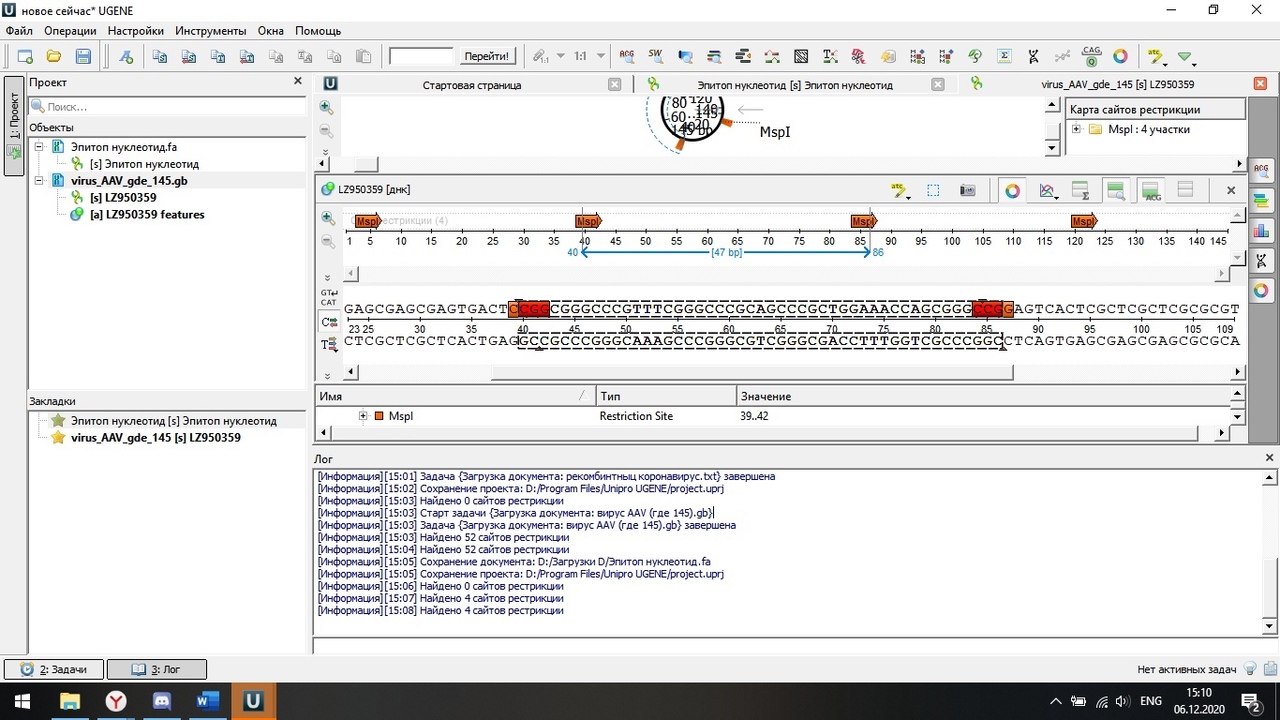 новое сейчас* UGENE
Файл Операции Настройки Инструменты Окна Помощь
Перейти! 1:1 ACG SW CAG
Проект
1: Проект
Поиск...
Объекты
Эпитоп нуклеотид.fa
[s] Эпитоп нуклеотид
virus_AAV_gde_145.gb
[s] LZ950359
[a] LZ950359 features
Закладки
Эпитоп нуклеотид [s] Эпитоп нуклеотид
virus_AAV_gde_145 [s] LZ950359
Стартовая страница Эпитоп нуклеотид [s] Эпитоп нуклеотид virus_AAV_gde_145 [s] LZ950359
MspI
Карта сайтов рестрикции
MspI : 4 участки
LZ950359 [днк]
MspI MspI MspI MspI
1 5 10 15 20 25 30 35 40 45 50 55 60 65 70 75 80 85 90 95 100 105 110 115 120 125 130 135 145
40 [47 bp] 86
GAGCGAGCGAGTGACTCCGGCGGGCCCGTTTCGGGCCCGCAGCCCGCTGGAAACCAGCGGGCCGGAGTCACTCGCTCGCTCGCGCGT
23 25 30 35 40 45 50 55 60 65 70 75 80 85 90 95 100 105 109
CTCGCTCGCTCACTGAGGCCGCCCGGGCAAAGCCCGGGCGTCGGGCGACCTTTGGTCGCCCGGCCTCAGTGAGCGAGCGAGCGCGCA
Имя Тип Значение
MspI Restriction Site 39..42
Лог
[Информация][15:01] Задача {Загрузка документа: рекомбинтныц коронавирус.txt} завершена
[Информация][15:02] Сохранение проекта: D:/Program Files/Unipro UGENE/project.uprj
[Информация][15:03] Найдено 0 сайтов рестрикции
[Информация][15:03] Старт задачи {Загрузка документа: вирус AAV (где 145).gb}
[Информация][15:03] Задача {Загрузка документа: вирус AAV (где 145).gb} завершена
[Информация][15:03] Найдено 52 сайтов рестрикции
[Информация][15:04] Найдено 52 сайтов рестрикции
[Информация][15:05] Сохранение документа: D:/Загрузки D/Эпитоп нуклеотид.fa
[Информация][15:05] Сохранение проекта: D:/Program Files/Unipro UGENE/project.uprj
[Информация][15:06] Найдено 0 сайтов рестрикции
[Информация][15:07] Найдено 4 сайтов рестрикции
[Информация][15:08] Найдено 4 сайтов рестрикции
2: Задачи 3: Лог Нет активных задач
ENG 15:10
06.12.2020